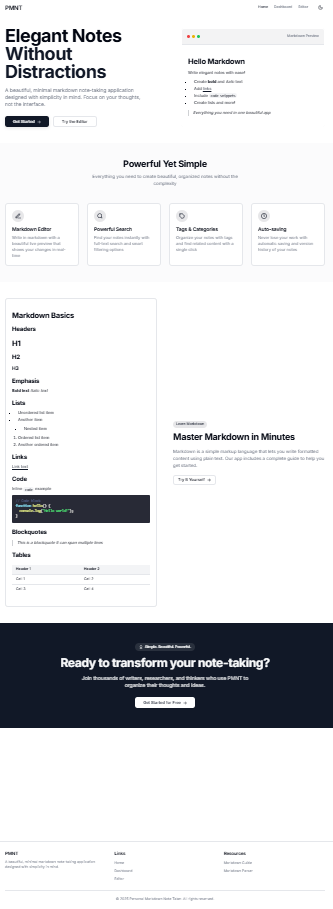 PMNT
Home Dashboard Editor
Elegant Notes
Without
Distractions
A beautiful, minimal markdown note-taking application
designed with simplicity in mind. Focus on your thoughts,
not the interface.
Get Started →
Try the Editor
Markdown Preview
Hello Markdown
Write elegant notes with ease!
Create bold and italic text
Add links
Include code snippets
Create lists and more!
Everything you need in one beautiful app
Powerful Yet Simple
Everything you need to create beautiful, organized notes without the
complexity
Markdown Editor
Write in markdown with a
beautiful live preview that
shows your changes in real-
time
Powerful Search
Find your notes instantly with
full-text search and smart
filtering options
Tags & Categories
Organize your notes with tags
and find related content with a
single click
Auto-saving
Never lose your work with
automatic saving and version
history of your notes
Markdown Basics
Headers
H1
H2
H3
Emphasis
Bold text Italic text
Lists
Unordered list item
Another item
Nested item
1. Ordered list item
2. Another ordered item
Links
Link text
Code
Inline code example
function hello() {
console.log("Hello world!");
}
Blockquotes
This is a blockquote It can span multiple lines
Tables
Header 1 Header 2
Cell 1 Cell 2
Cell 3 Cell 4
Learn Markdown
Master Markdown in Minutes
Markdown is a simple markup language that lets you write formatted
content using plain text. Our app includes a complete guide to help you
get started.
Try It Yourself →
Simple. Beautiful. Powerful.
Ready to transform your note-taking?
Join thousands of writers, researchers, and thinkers who use PMNT to
organize their thoughts and ideas.
Get Started for Free →
PMNT
A beautiful, minimal markdown note-taking application
designed with simplicity in mind.
Links
Home
Dashboard
Editor
Resources
Markdown Guide
Markdown Parser